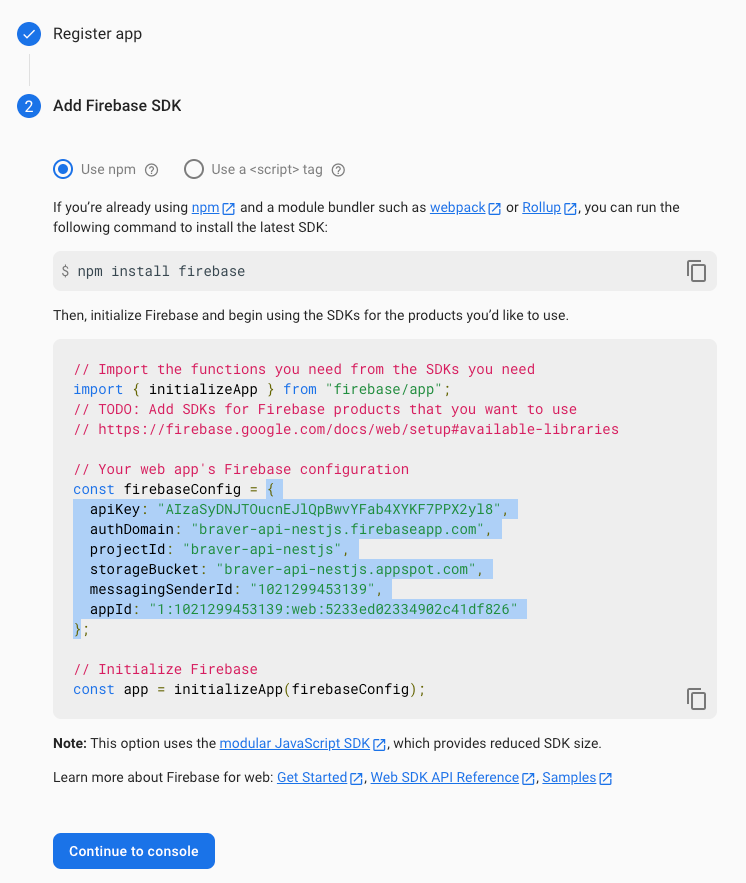 Register app
2 Add Firebase SDK
Use npm Use a <script> tag
If you’re already using npm and a module bundler such as webpack or Rollup, you can run the
following command to install the latest SDK:
$ npm install firebase
Then, initialize Firebase and begin using the SDKs for the products you’d like to use.
// Import the functions you need from the SDKs you need
import { initializeApp } from "firebase/app";
// TODO: Add SDKs for Firebase products that you want to use
// https://firebase.google.com/docs/web/setup#available-libraries
// Your web app's Firebase configuration
const firebaseConfig = {
  apiKey: "AIzaSyDNJTOucnEJlQpBwvYFab4XYKF7PPX2yl8",
  authDomain: "braver-api-nestjs.firebaseapp.com",
  projectId: "braver-api-nestjs",
  storageBucket: "braver-api-nestjs.appspot.com",
  messagingSenderId: "1021299453139",
  appId: "1:1021299453139:web:5233ed02334902c41df826"
};
// Initialize Firebase
const app = initializeApp(firebaseConfig);
Note: This option uses the modular JavaScript SDK, which provides reduced SDK size.
Learn more about Firebase for web: Get Started, Web SDK API Reference, Samples
Continue to console